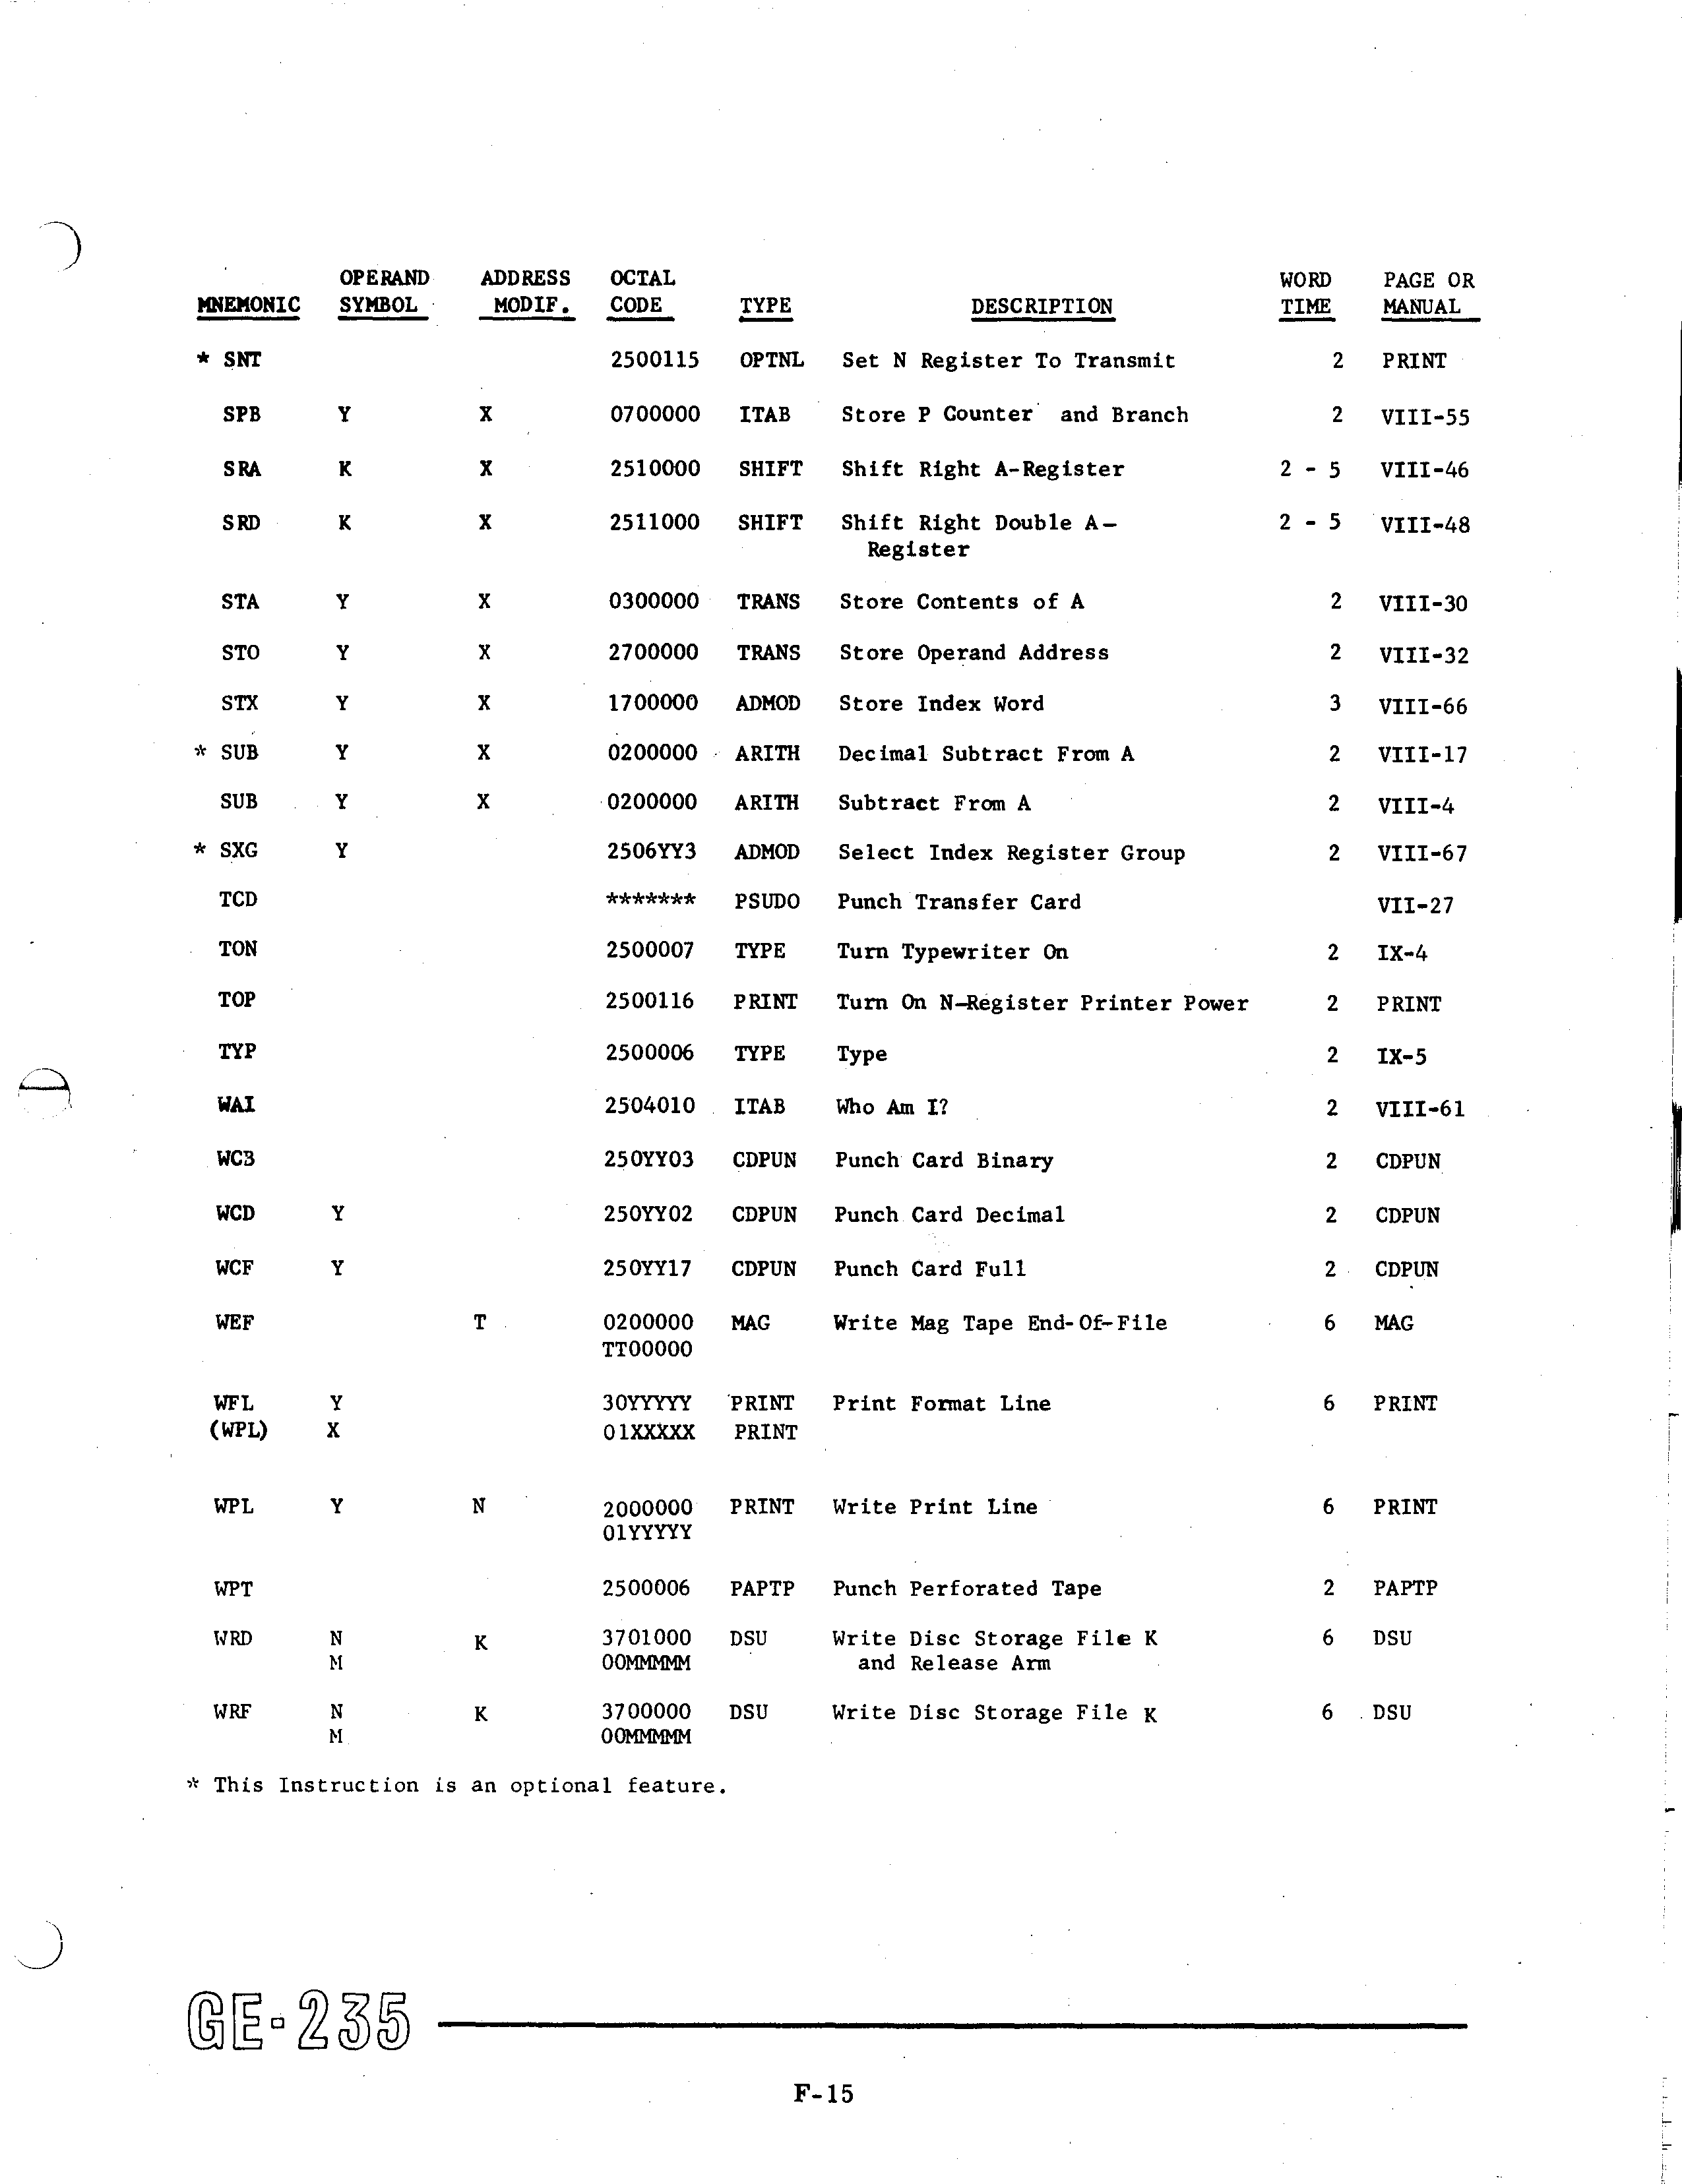 OPERAND ADDRESS OCTAL WORD PAGE OR
MNEMONIC SYMBOL MODIF. CODE TYPE DESCRIPTION TIME MANUAL
* SNT 2500115 OPTNL Set N Register To Transmit 2 PRINT
SPB Y X 0700000 ITAB Store P Counter and Branch 2 VIII-55
SRA K X 2510000 SHIFT Shift Right A-Register 2 - 5 VIII-46
SRD K X 2511000 SHIFT Shift Right Double A- 2 - 5 VIII-48
Register
STA Y X 0300000 TRANS Store Contents of A 2 VIII-30
STO Y X 2700000 TRANS Store Operand Address 2 VIII-32
STX Y X 1700000 ADMOD Store Index Word 3 VIII-66
* SUB Y X 0200000 ARITH Decimal Subtract From A 2 VIII-17
SUB Y X 0200000 ARITH Subtract From A 2 VIII-4
* SXG Y 2506YY3 ADMOD Select Index Register Group 2 VIII-67
TCD ******* PSUDO Punch Transfer Card VII-27
TON 2500007 TYPE Turn Typewriter On 2 IX-4
TOP 2500116 PRINT Turn On N-Register Printer Power 2 PRINT
TYP 2500006 TYPE Type 2 IX-5
WAI 2504010 ITAB Who Am I? 2 VIII-61
WCB 250YY03 CDPUN Punch Card Binary 2 CDPUN
WCD Y 250YY02 CDPUN Punch Card Decimal 2 CDPUN
WCF Y 250YY17 CDPUN Punch Card Full 2 CDPUN
WEF T 0200000 MAG Write Mag Tape End-Of-File 6 MAG
TT00000
WFL Y 30YYYYY PRINT Print Format Line 6 PRINT
(WPL) X 01XXXXX PRINT
WPL Y N 2000000 PRINT Write Print Line 6 PRINT
01YYYYY
WPT 2500006 PAPTP Punch Perforated Tape 2 PAPTP
WRD N K 3701000 DSU Write Disc Storage File K 6 DSU
M 00MMMMM and Release Arm
WRF N K 3700000 DSU Write Disc Storage File K 6 DSU
M 00MMMMM
* This Instruction is an optional feature.
GE-235
F-15